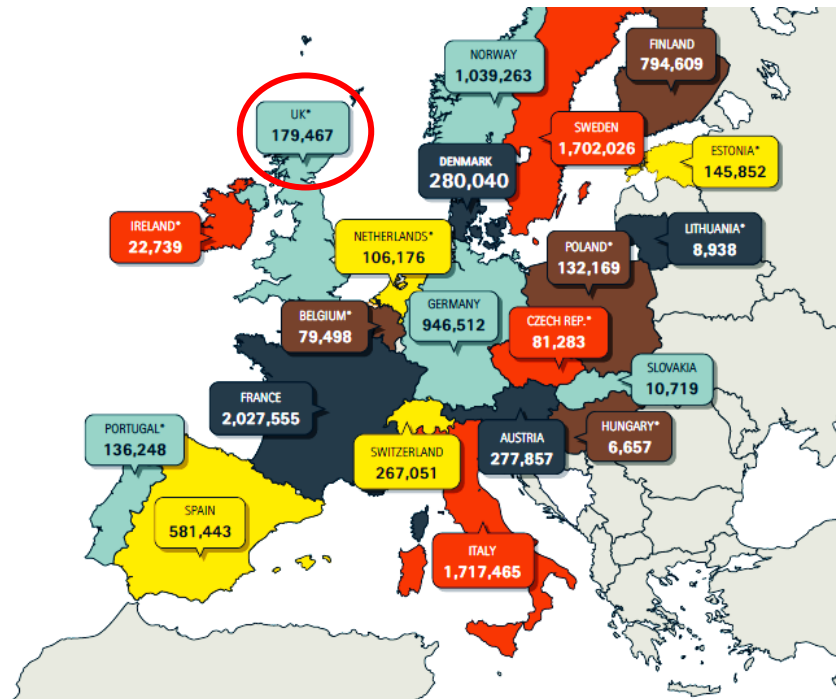 NORWAY
1,039,263
FINLAND
794,609
UK*
179,467
SWEDEN
1,702,026
ESTONIA*
145,852
DENMARK
280,040
IRELAND*
22,739
NETHERLANDS*
106,176
LITHUANIA*
8,938
POLAND*
132,169
BELGIUM*
79,498
GERMANY
946,512
CZECH REP.*
81,283
SLOVAKIA
10,719
FRANCE
2,027,555
PORTUGAL*
136,248
SWITZERLAND
267,051
AUSTRIA
277,857
HUNGARY*
6,657
SPAIN
581,443
ITALY
1,717,465